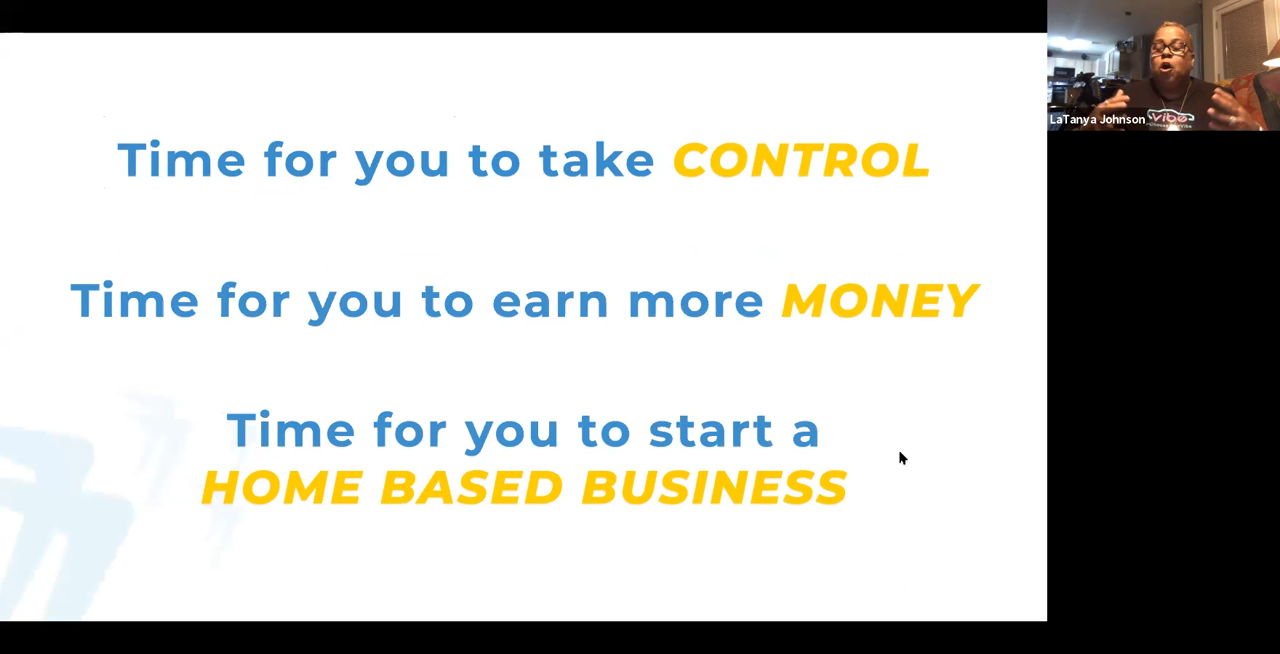 Time for you to take CONTROL
Time for you to earn more MONEY
Time for you to start a
HOME BASED BUSINESS
LaTanya Johnson
vibe